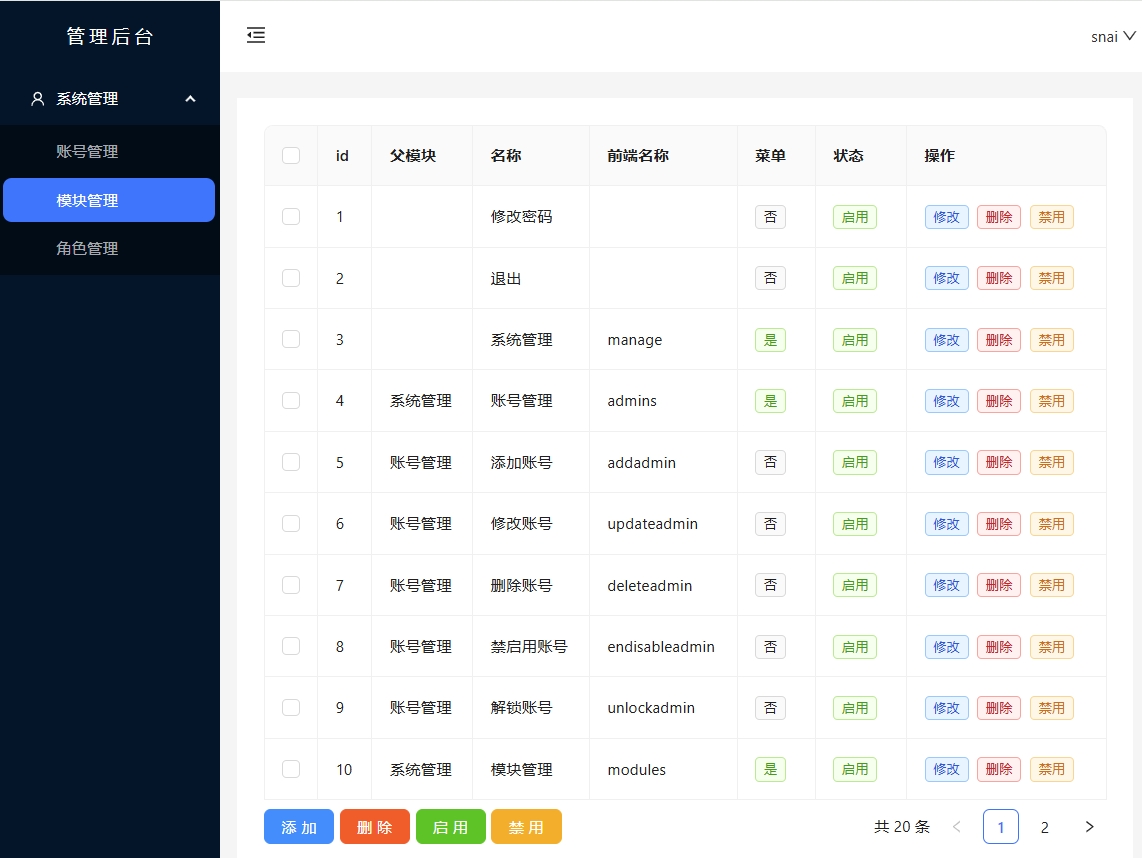 管理后台
snai
系统管理
账号管理
模块管理
角色管理
id 父模块 名称 前端名称 菜单 状态 操作
1 修改密码 否 启用 修改 删除 禁用
2 退出 否 启用 修改 删除 禁用
3 系统管理 manage 是 启用 修改 删除 禁用
4 系统管理 账号管理 admins 是 启用 修改 删除 禁用
5 账号管理 添加账号 addadmin 否 启用 修改 删除 禁用
6 账号管理 修改账号 updateadmin 否 启用 修改 删除 禁用
7 账号管理 删除账号 deleteadmin 否 启用 修改 删除 禁用
8 账号管理 禁启用账号 endisableadmin 否 启用 修改 删除 禁用
9 账号管理 解锁账号 unlockadmin 否 启用 修改 删除 禁用
10 系统管理 模块管理 modules 是 启用 修改 删除 禁用
添加 删除 启用 禁用 共 20 条 1 2